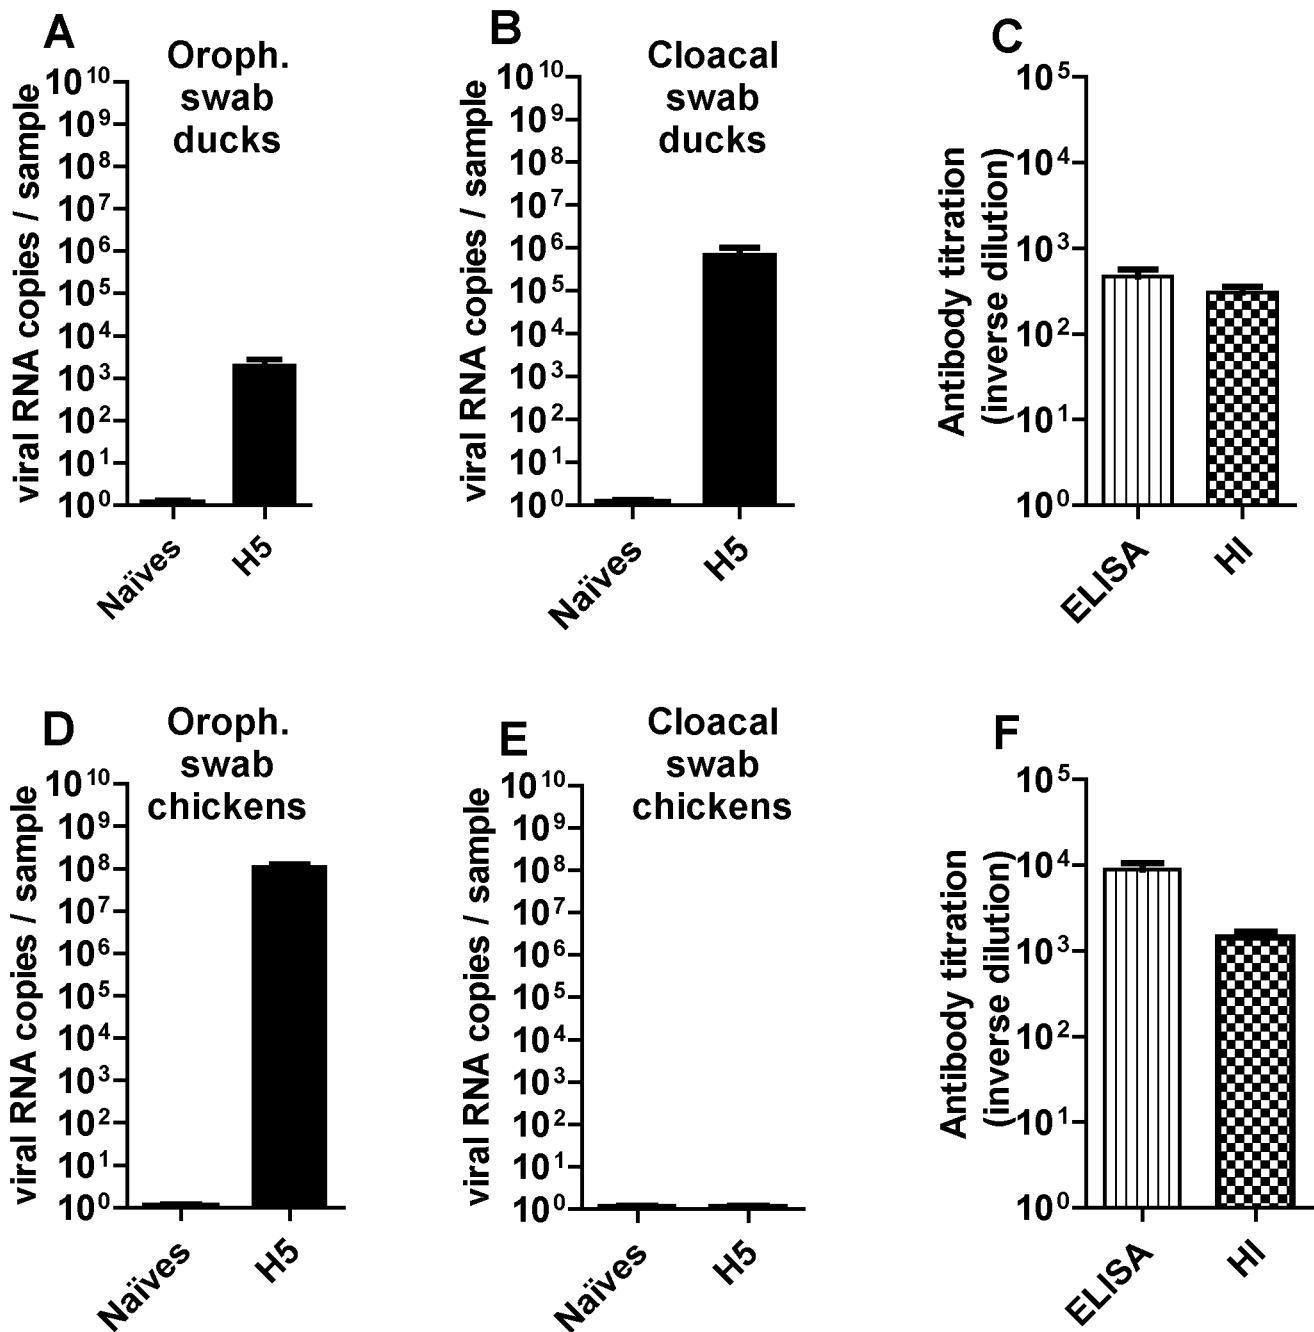 A
Oroph.
swab
ducks
viral RNA copies / sample
10^10
10^9
10^8
10^7
10^6
10^5
10^4
10^3
10^2
10^1
10^0
Naïves
H5
B
Cloacal
swab
ducks
viral RNA copies / sample
10^10
10^9
10^8
10^7
10^6
10^5
10^4
10^3
10^2
10^1
10^0
Naïves
H5
C
Antibody titration
(inverse dilution)
10^5
10^4
10^3
10^2
10^1
10^0
ELISA
HI
D
Oroph.
swab
chickens
viral RNA copies / sample
10^10
10^9
10^8
10^7
10^6
10^5
10^4
10^3
10^2
10^1
10^0
Naïves
H5
E
Cloacal
swab
chickens
viral RNA copies / sample
10^10
10^9
10^8
10^7
10^6
10^5
10^4
10^3
10^2
10^1
10^0
Naïves
H5
F
Antibody titration
(inverse dilution)
10^5
10^4
10^3
10^2
10^1
10^0
ELISA
HI